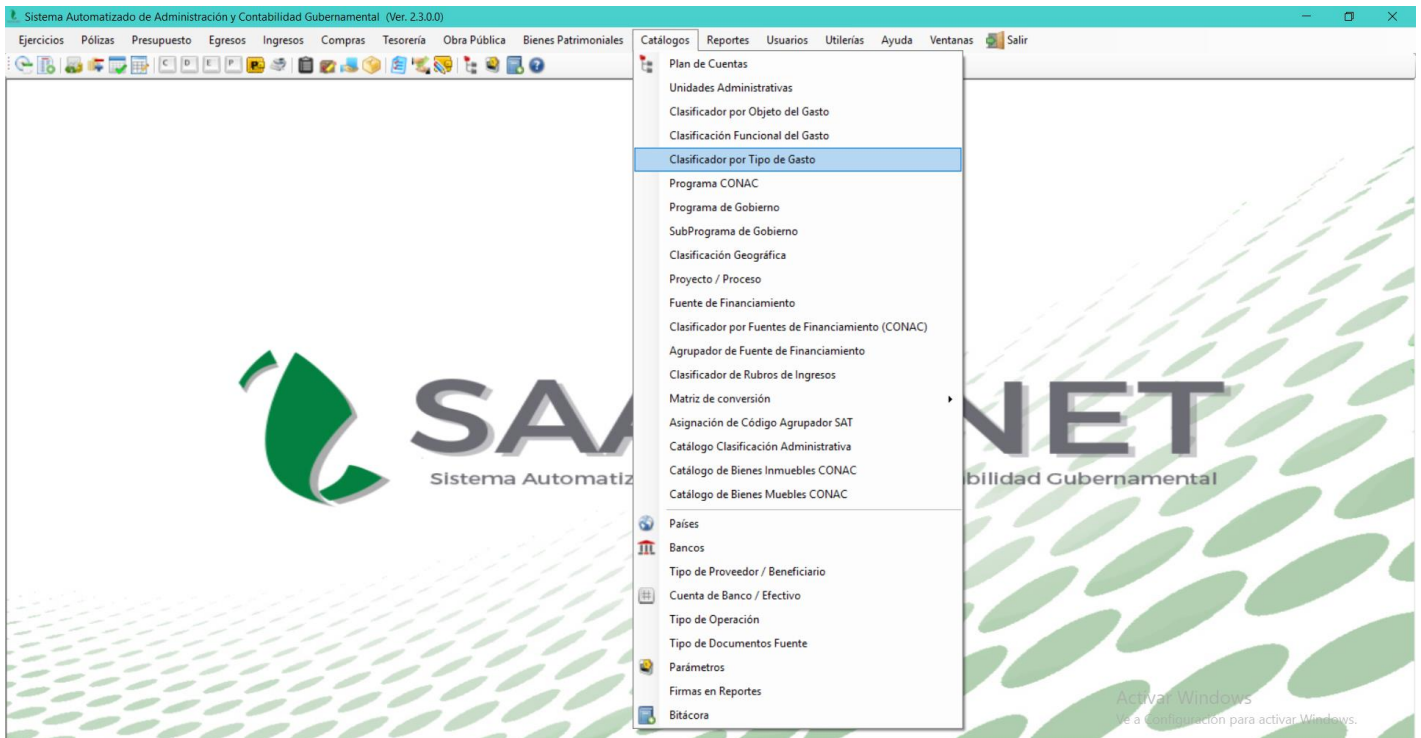 Sistema Automatizado de Administración y Contabilidad Gubernamental (Ver. 2.3.0.0)
Ejercicios Pólizas Presupuesto Egresos Ingresos Compras Tesorería Obra Pública Bienes Patrimoniales Catálogos Reportes Usuarios Utilerías Ayuda Ventanas Salir
C D E P
Plan de Cuentas
Unidades Administrativas
Clasificador por Objeto del Gasto
Clasificación Funcional del Gasto
Clasificador por Tipo de Gasto
Programa CONAC
Programa de Gobierno
SubPrograma de Gobierno
Clasificación Geográfica
Proyecto / Proceso
Fuente de Financiamiento
Clasificador por Fuentes de Financiamiento (CONAC)
Agrupador de Fuente de Financiamiento
Clasificador de Rubros de Ingresos
Matriz de conversión
Asignación de Código Agrupador SAT
Catálogo Clasificación Administrativa
Catálogo de Bienes Inmuebles CONAC
Catálogo de Bienes Muebles CONAC
Países
Bancos
Tipo de Proveedor / Beneficiario
Cuenta de Banco / Efectivo
Tipo de Operación
Tipo de Documentos Fuente
Parámetros
Firmas en Reportes
Bitácora
SAA NET
Sistema Automatiz bilidad Gubernamental
Activar Windows
Ve a Configuración para activar Windows.